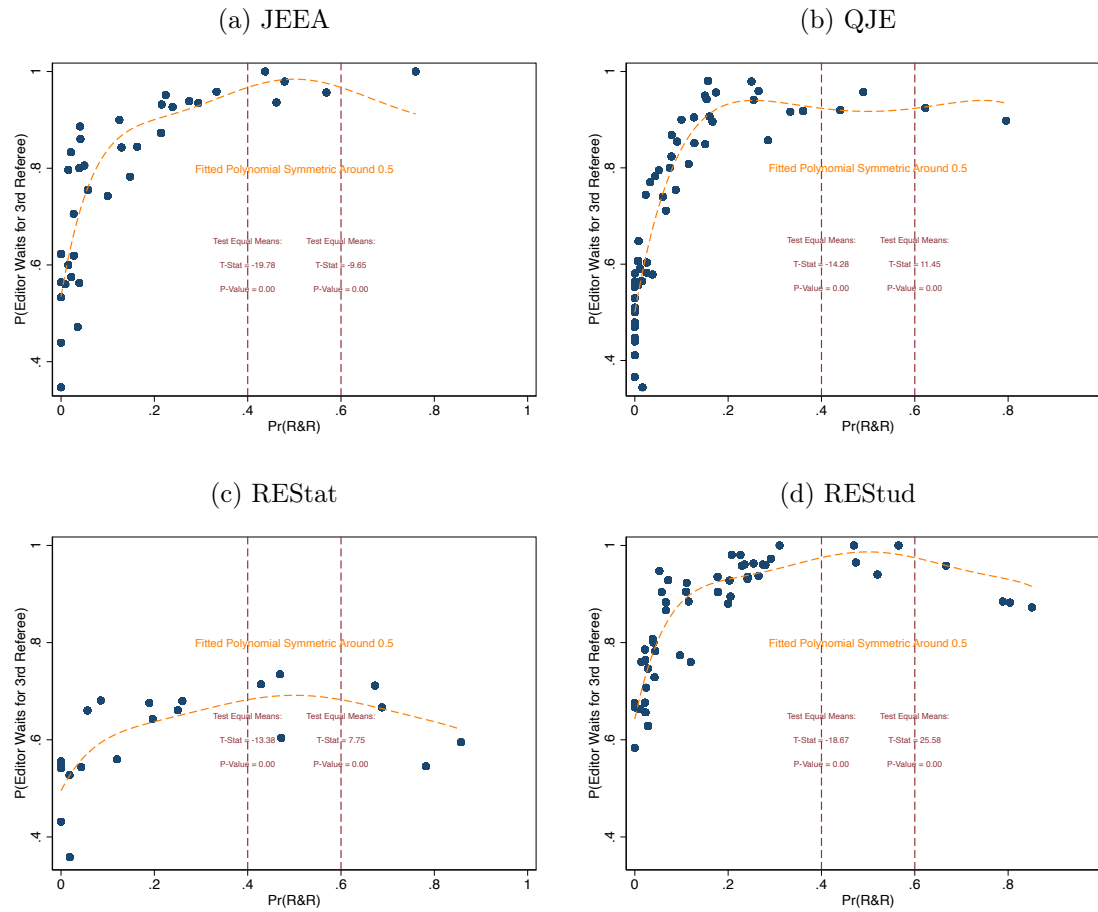 (a) JEEA
P(Editor Waits for 3rd Referee)
1
.8
.6
.4
Fitted Polynomial Symmetric Around 0.5
Test Equal Means:
T-Stat = -19.78
P-Value = 0.00
Test Equal Means:
T-Stat = -9.65
P-Value = 0.00
0 .2 .4 .6 .8 1
Pr(R&R)
(b) QJE
P(Editor Waits for 3rd Referee)
1
.8
.6
.4
Fitted Polynomial Symmetric Around 0.5
Test Equal Means:
T-Stat = -14.28
P-Value = 0.00
Test Equal Means:
T-Stat = 11.45
P-Value = 0.00
0 .2 .4 .6 .8
Pr(R&R)
(c) REStat
P(Editor Waits for 3rd Referee)
1
.8
.6
.4
Fitted Polynomial Symmetric Around 0.5
Test Equal Means:
T-Stat = -13.38
P-Value = 0.00
Test Equal Means:
T-Stat = 7.75
P-Value = 0.00
0 .2 .4 .6 .8 1
Pr(R&R)
(d) REStud
P(Editor Waits for 3rd Referee)
1
.8
.6
.4
Fitted Polynomial Symmetric Around 0.5
Test Equal Means:
T-Stat = -18.67
P-Value = 0.00
Test Equal Means:
T-Stat = 25.58
P-Value = 0.00
0 .2 .4 .6 .8
Pr(R&R)